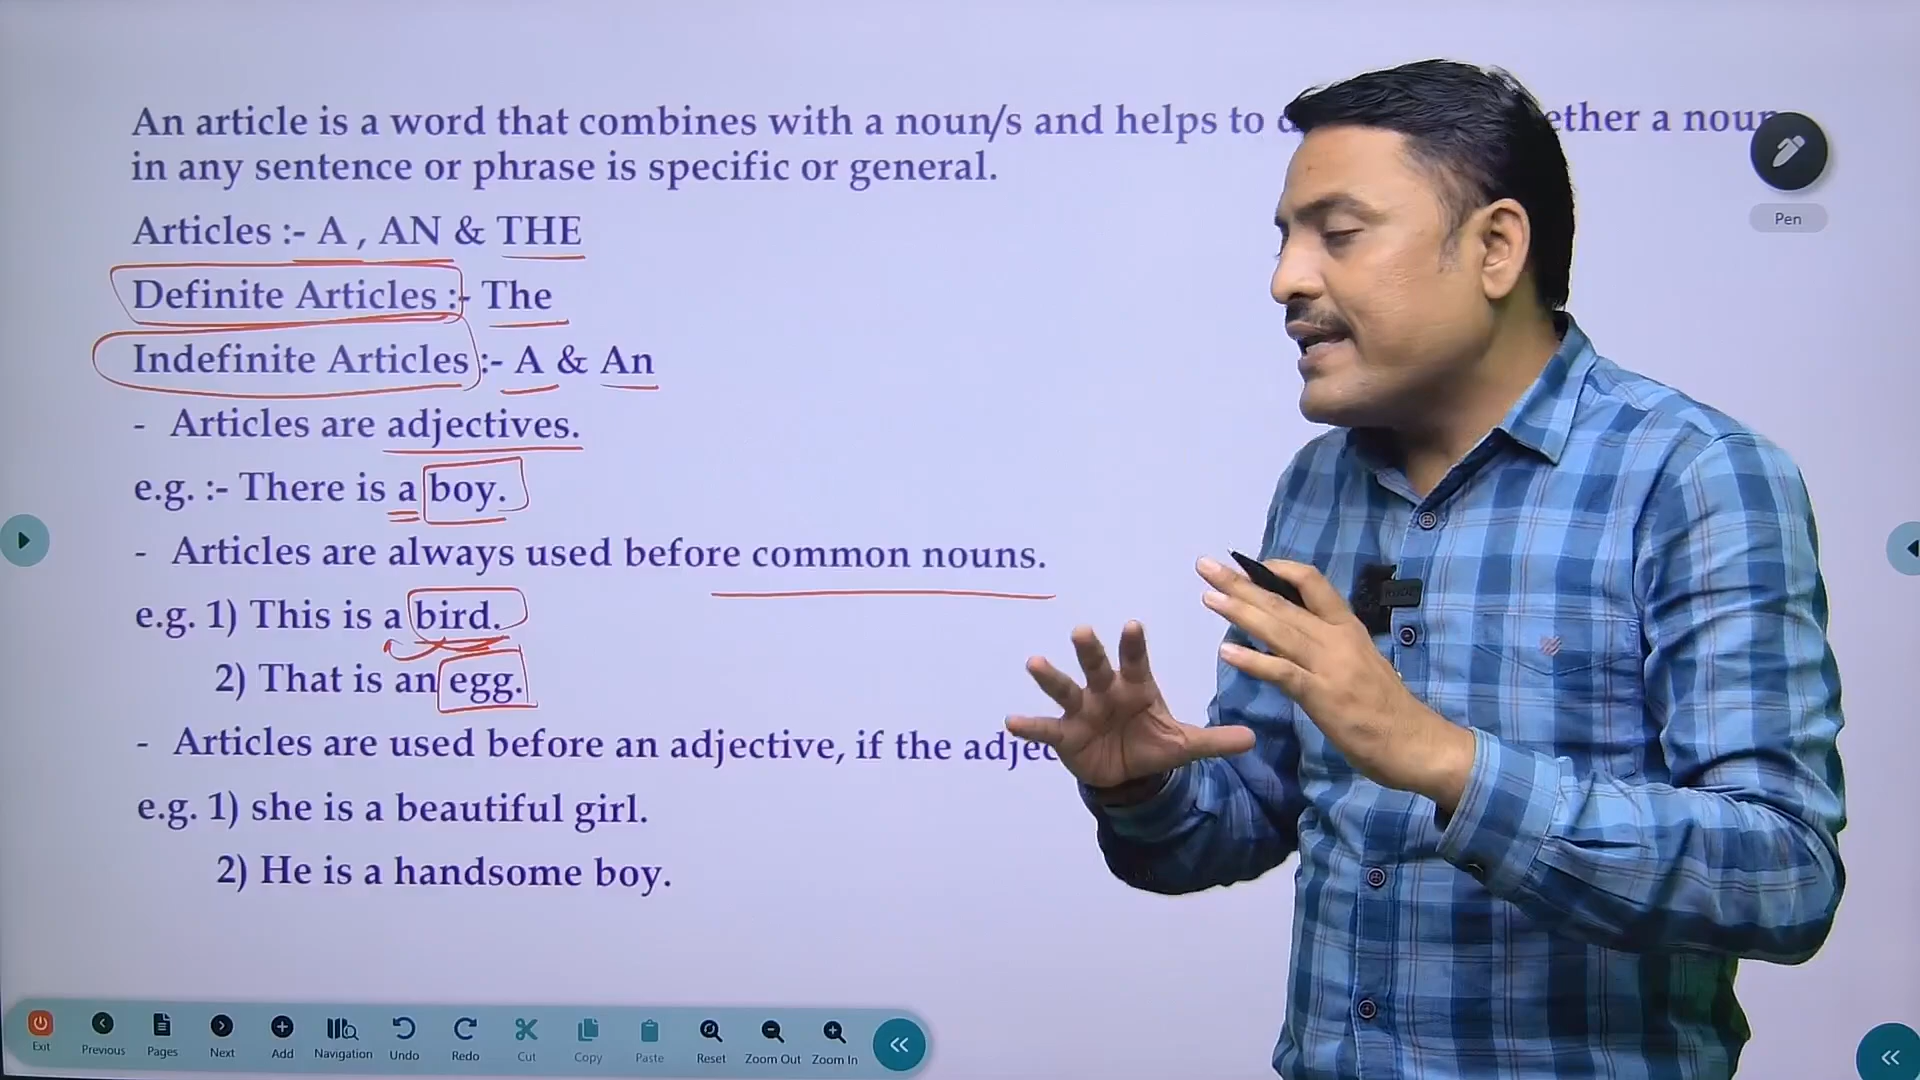 An article is a word that combines with a noun/s and helps to ether a noun
in any sentence or phrase is specific or general.
Articles :- A , AN & THE
Definite Articles :- The
Indefinite Articles :- A & An
- Articles are adjectives.
e.g. :- There is a boy.
- Articles are always used before common nouns.
e.g. 1) This is a bird.
2) That is an egg.
- Articles are used before an adjective, if the adjec
e.g. 1) she is a beautiful girl.
2) He is a handsome boy.
Pen
Exit Previous Pages Next Add Navigation Undo Redo Cut Copy Paste Reset Zoom Out Zoom In